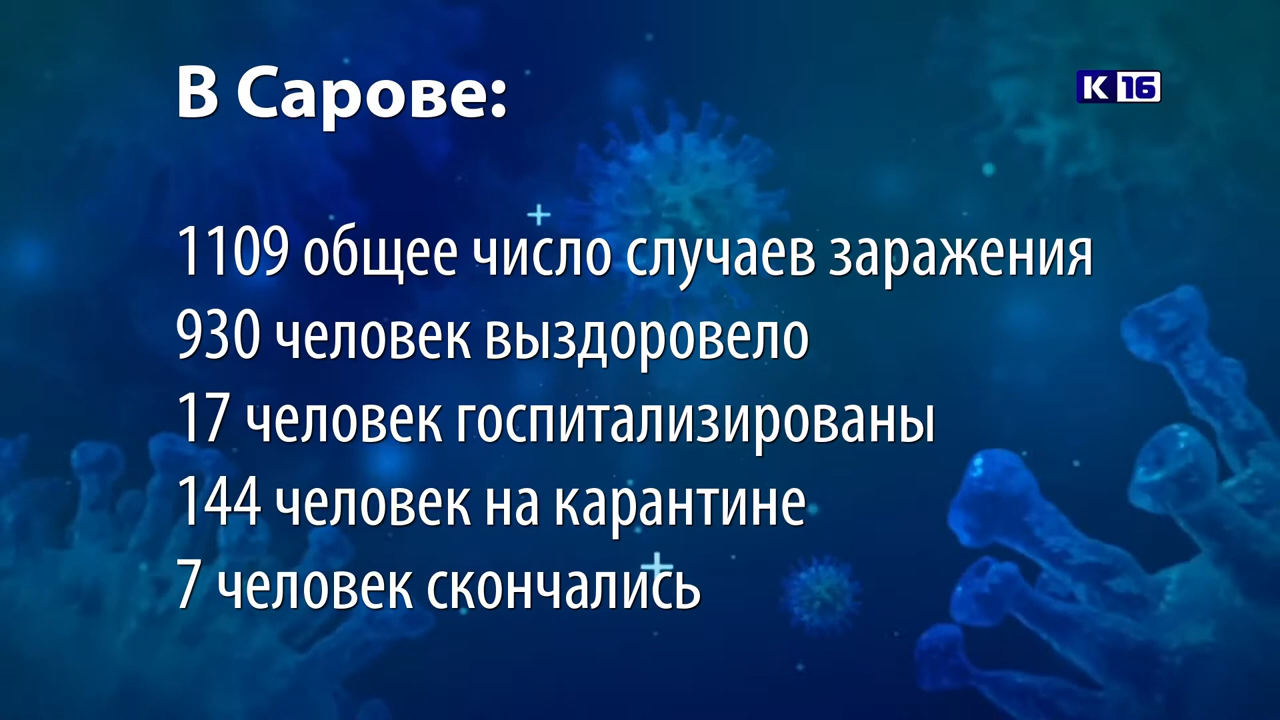 В Сарове:
К 16
1109 общее число случаев заражения
930 человек выздоровело
17 человек госпитализированы
144 человек на карантине
7 человек скончались